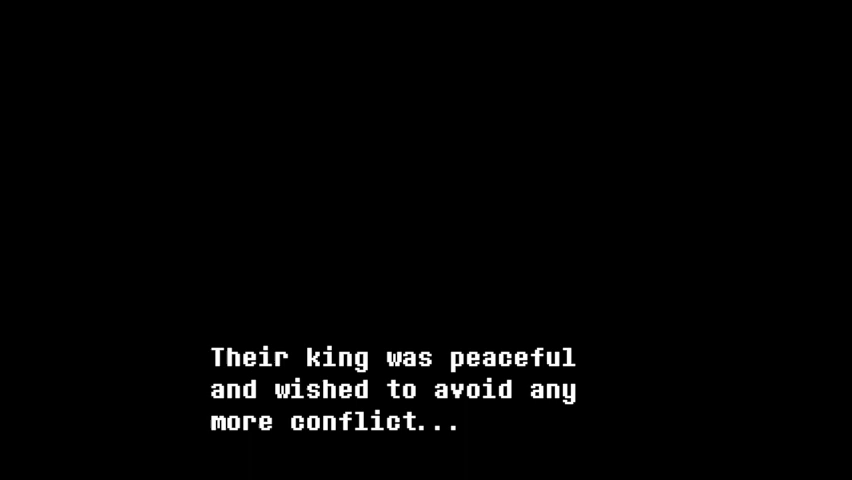 Their king was peaceful
and wished to avoid any
more conflict...